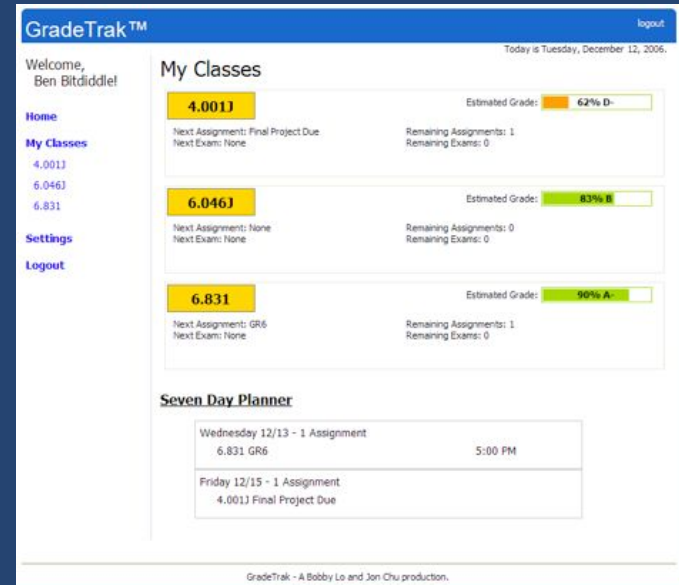 GradeTrak™
logout
Today is Tuesday, December 12, 2006.
Welcome,
Ben Bitdiddle!
Home
My Classes
4.001J
6.046J
6.831
Settings
Logout
My Classes
4.001J
Estimated Grade: 62% D-
Next Assignment: Final Project Due
Remaining Assignments: 1
Next Exam: None
Remaining Exams: 0
6.046J
Estimated Grade: 83% B
Next Assignment: None
Remaining Assignments: 0
Next Exam: None
Remaining Exams: 0
6.831
Estimated Grade: 90% A-
Next Assignment: GR6
Remaining Assignments: 1
Next Exam: None
Remaining Exams: 0
Seven Day Planner
Wednesday 12/13 - 1 Assignment
6.831 GR6 5:00 PM
Friday 12/15 - 1 Assignment
4.001J Final Project Due
GradeTrak - A Bobby Lo and Jon Chu production.